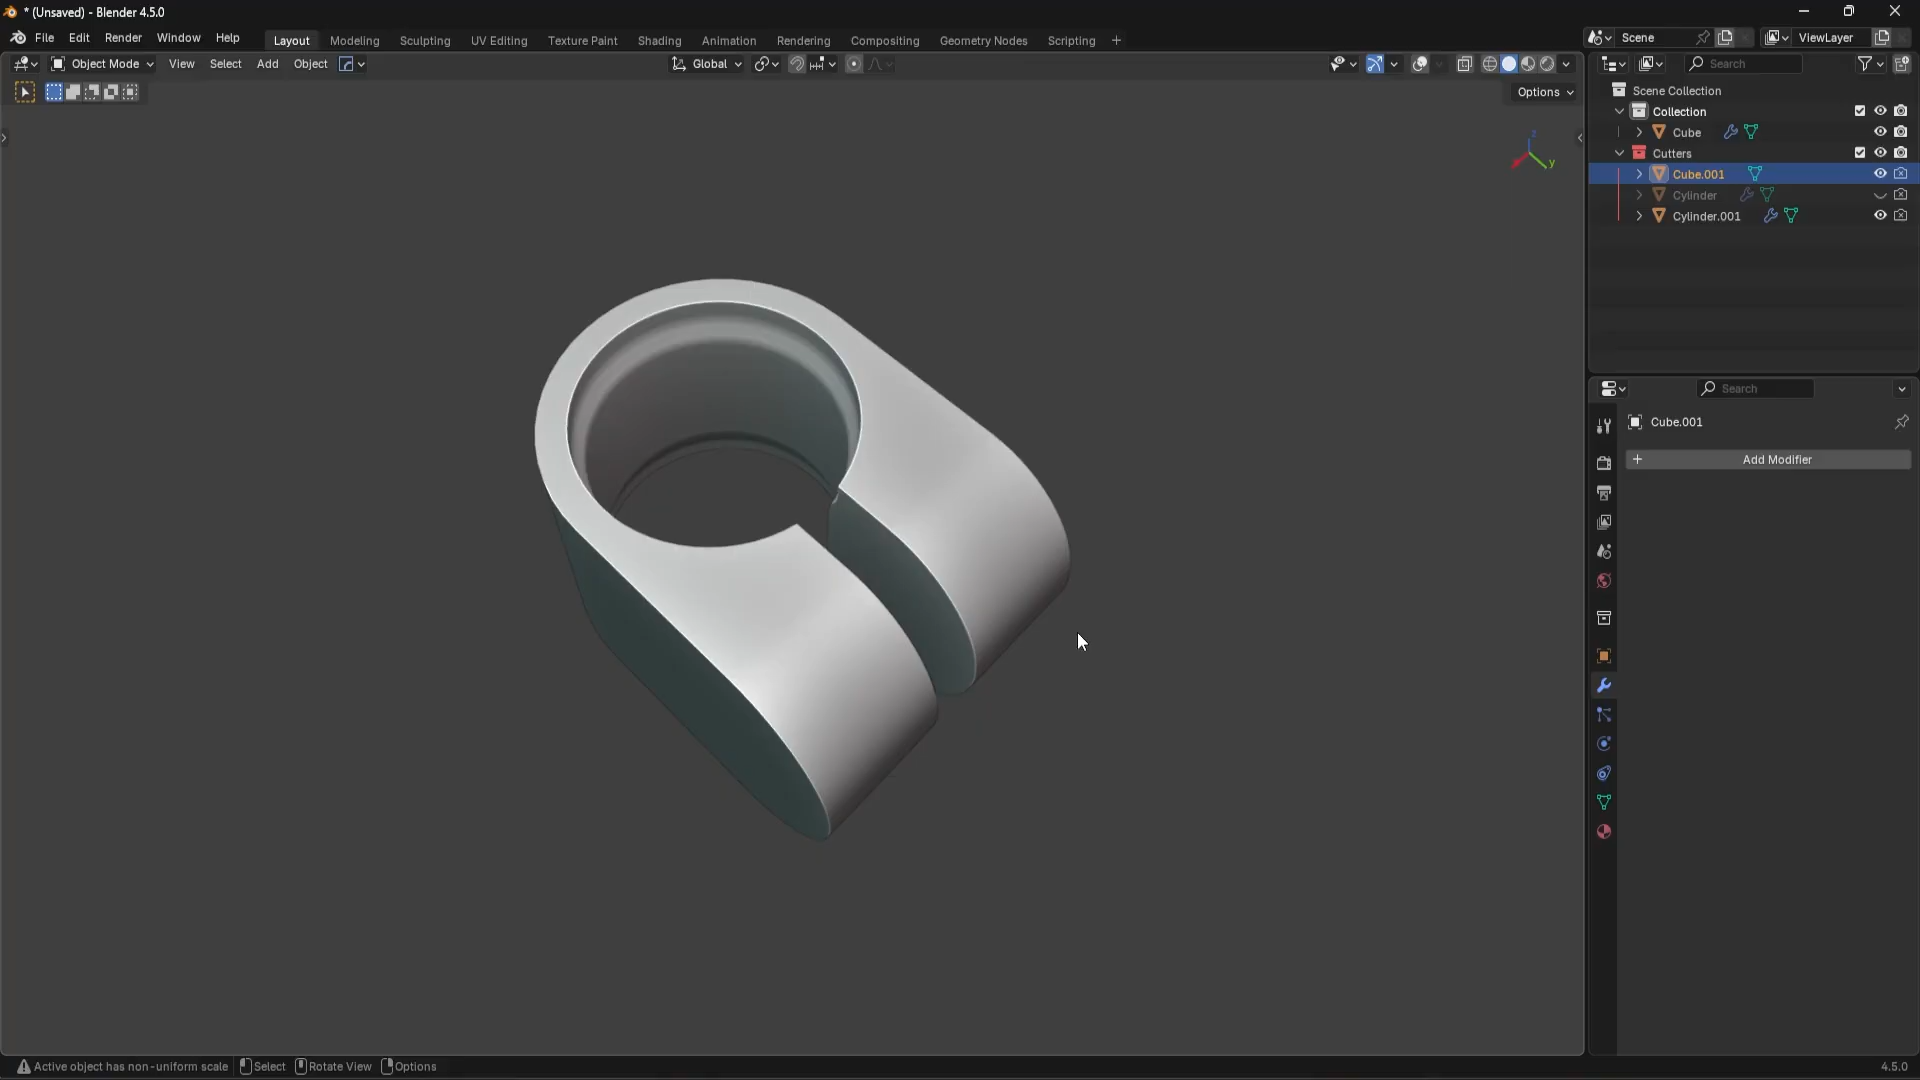 * (Unsaved) - Blender 4.5.0
File Edit Render Window Help Layout Modeling Sculpting UV Editing Texture Paint Shading Animation Rendering Compositing Geometry Nodes Scripting + Scene ViewLayer
Object Mode View Select Add Object Global Search
Options
Scene Collection
Collection
Cube
Cutters
Cube.001
Cylinder
Cylinder.001
z
y
Search
Cube.001
+ Add Modifier
Active object has non-uniform scale Select Rotate View Options 4.5.0